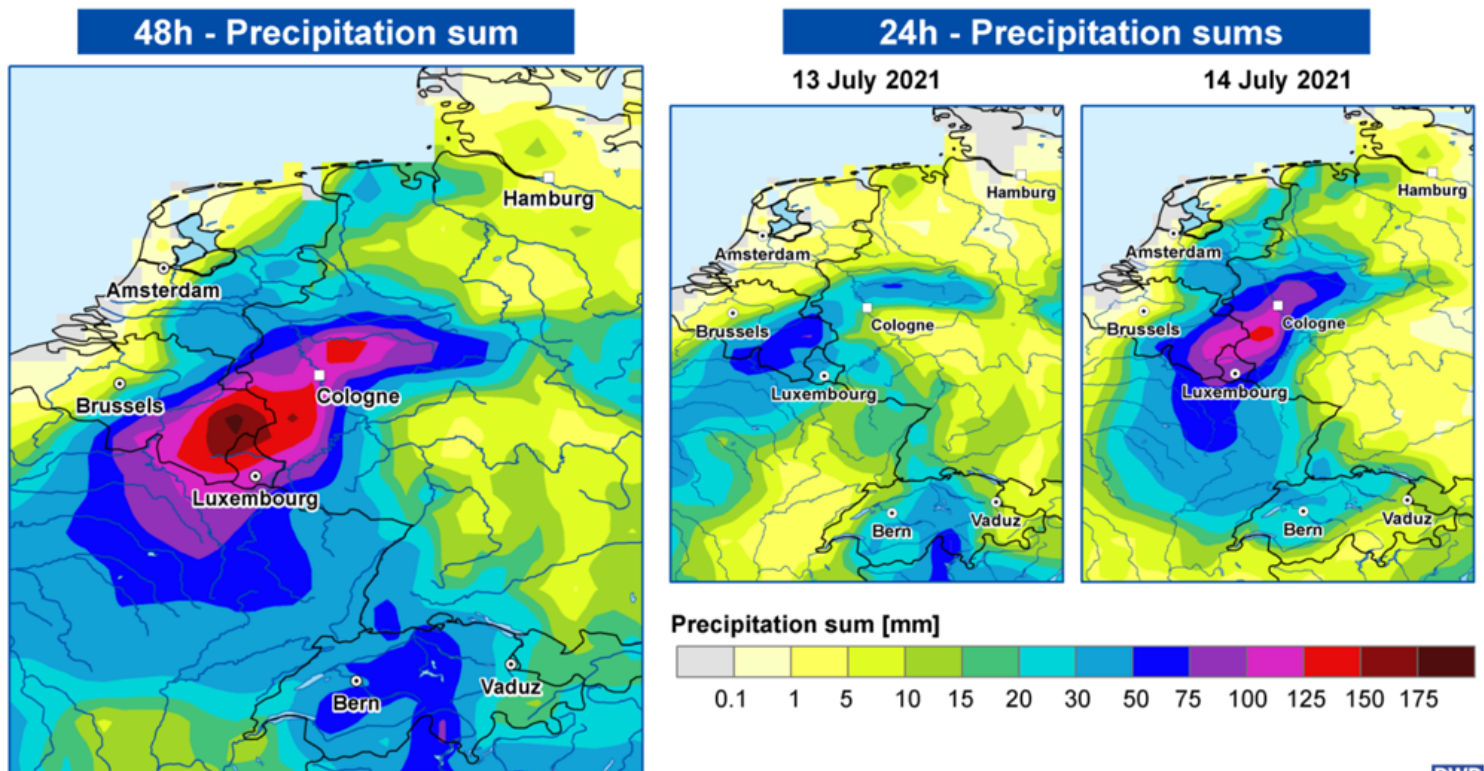 48h - Precipitation sum
Hamburg
Amsterdam
Brussels
Cologne
Luxembourg
Bern
Vaduz
24h - Precipitation sums
13 July 2021
Hamburg
Amsterdam
Brussels
Cologne
Luxembourg
Bern
Vaduz
14 July 2021
Hamburg
Amsterdam
Brussels
Cologne
Luxembourg
Bern
Vaduz
Precipitation sum [mm]
0.1 1 5 10 15 20 30 50 75 100 125 150 175